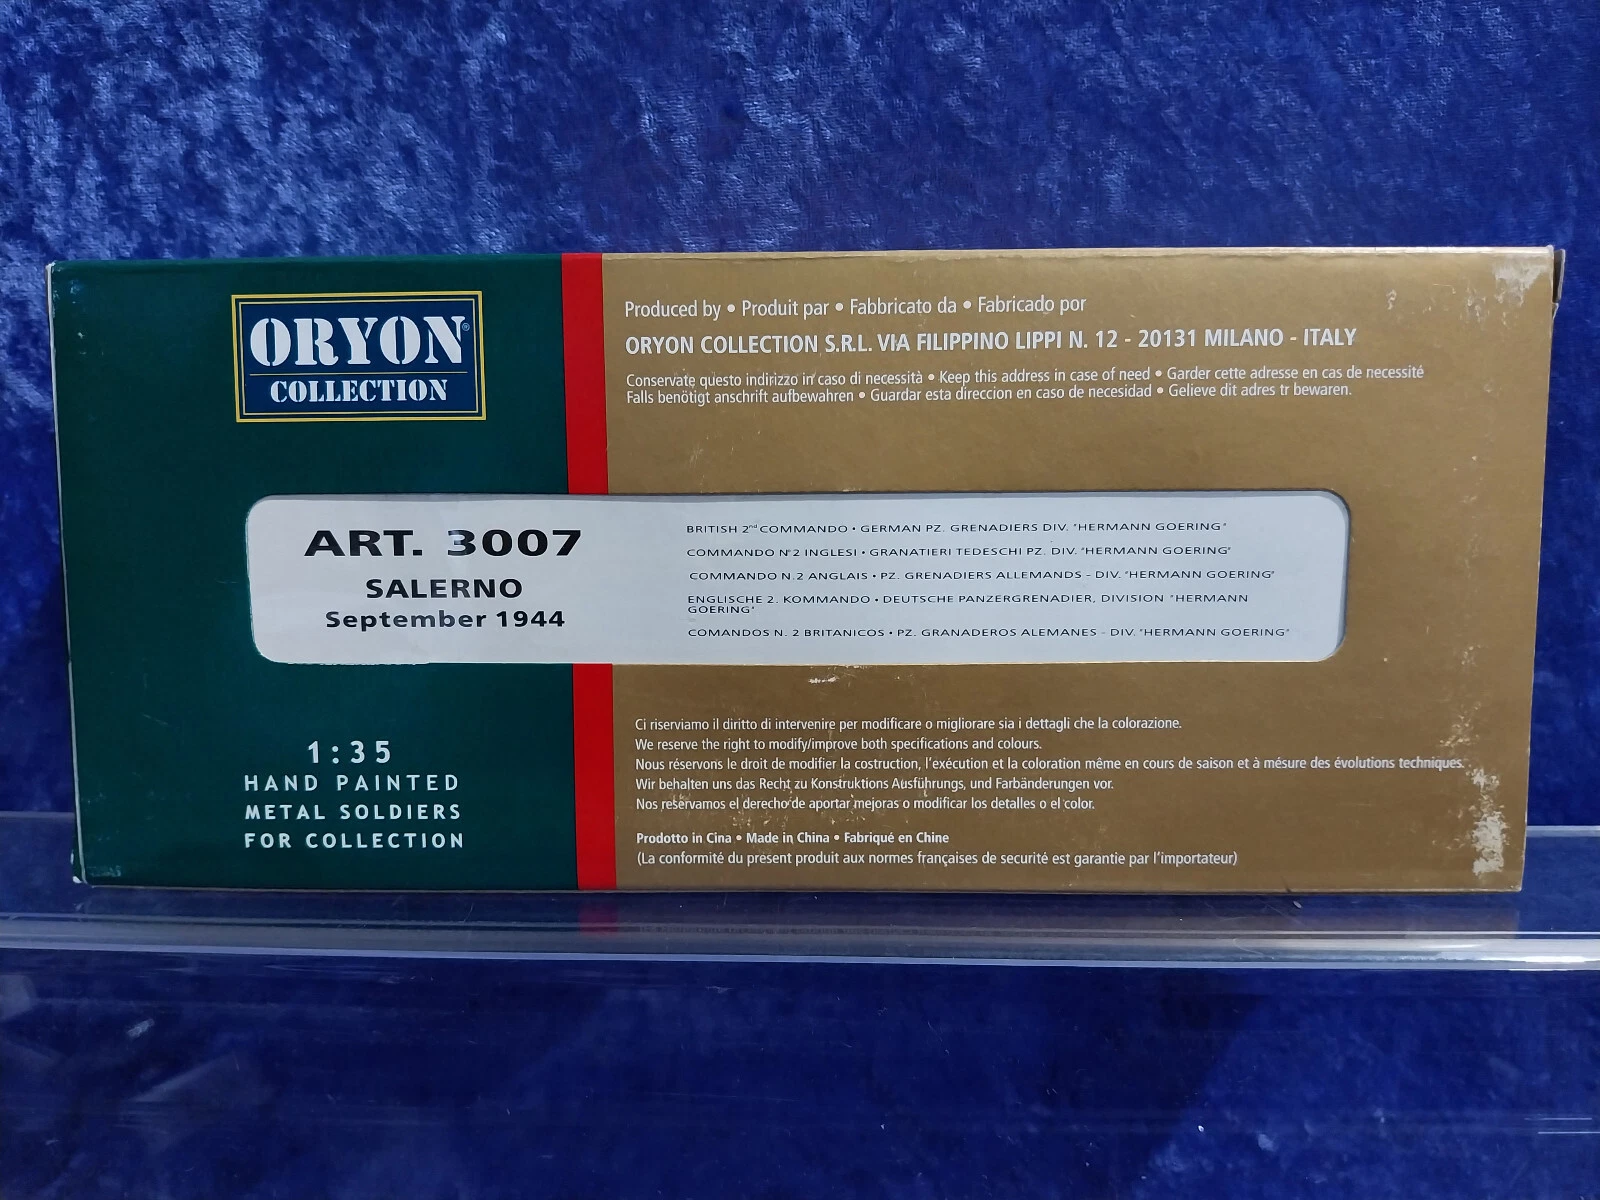 ORYON®
COLLECTION
Produced by • Produit par • Fabbricato da • Fabricado por
ORYON COLLECTION S.R.L. VIA FILIPPINO LIPPI N. 12 - 20131 MILANO - ITALY
Conservate questo indirizzo in caso di necessità • Keep this address in case of need • Garder cette adresse en cas de necessité
Falls benötigt anschrift aufbewahren • Guardar esta direccion en caso de necesidad • Gelieve dit adres tr bewaren.
ART. 3007
SALERNO
September 1944
BRITISH 2nd COMMANDO • GERMAN PZ. GRENADIERS DIV. "HERMANN GOERING"
COMMANDO N°2 INGLESI • GRANATIERI TEDESCHI PZ. DIV. "HERMANN GOERING"
COMMANDO N.2 ANGLAIS • PZ. GRENADIERS ALLEMANDS - DIV. "HERMANN GOERING"
ENGLISCHE 2. KOMMANDO • DEUTSCHE PANZERGRENADIER, DIVISION "HERMANN
GOERING"
COMANDOS N. 2 BRITANICOS • PZ. GRANADEROS ALEMANES - DIV. "HERMANN GOERING"
1:35
HAND PAINTED
METAL SOLDIERS
FOR COLLECTION
Ci riserviamo il diritto di intervenire per modificare o migliorare sia i dettagli che la colorazione.
We reserve the right to modify/improve both specifications and colours.
Nous réservons le droit de modifier la costruction, l'exécution et la coloration même en cours de saison et à mésure des évolutions techniques.
Wir behalten uns das Recht zu Konstruktions Ausführungs, und Farbänderungen vor.
Nos reservamos el derecho de aportar mejoras o modificar los detalles o el color.
Prodotto in Cina • Made in China • Fabriqué en Chine
(La conformité du présent produit aux normes françaises de securité est garantie par l'importateur)